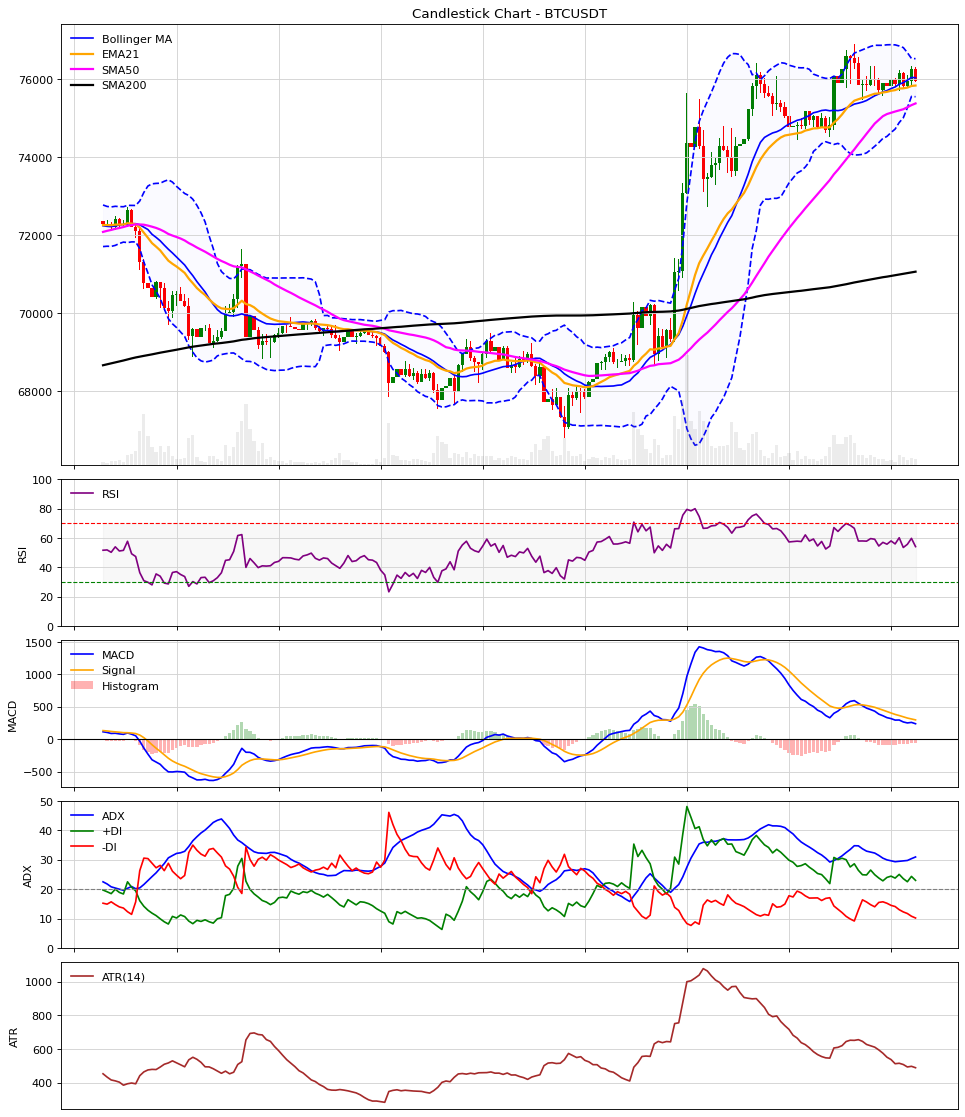 Candlestick Chart - BTCUSDT
Bollinger MA
EMA21
SMA50
SMA200
76000
74000
72000
70000
68000
RSI
RSI
100
80
60
40
20
0
MACD
Signal
Histogram
MACD
1500
1000
500
0
−500
ADX
+DI
-DI
ADX
50
40
30
20
10
0
ATR(14)
ATR
1000
800
600
400